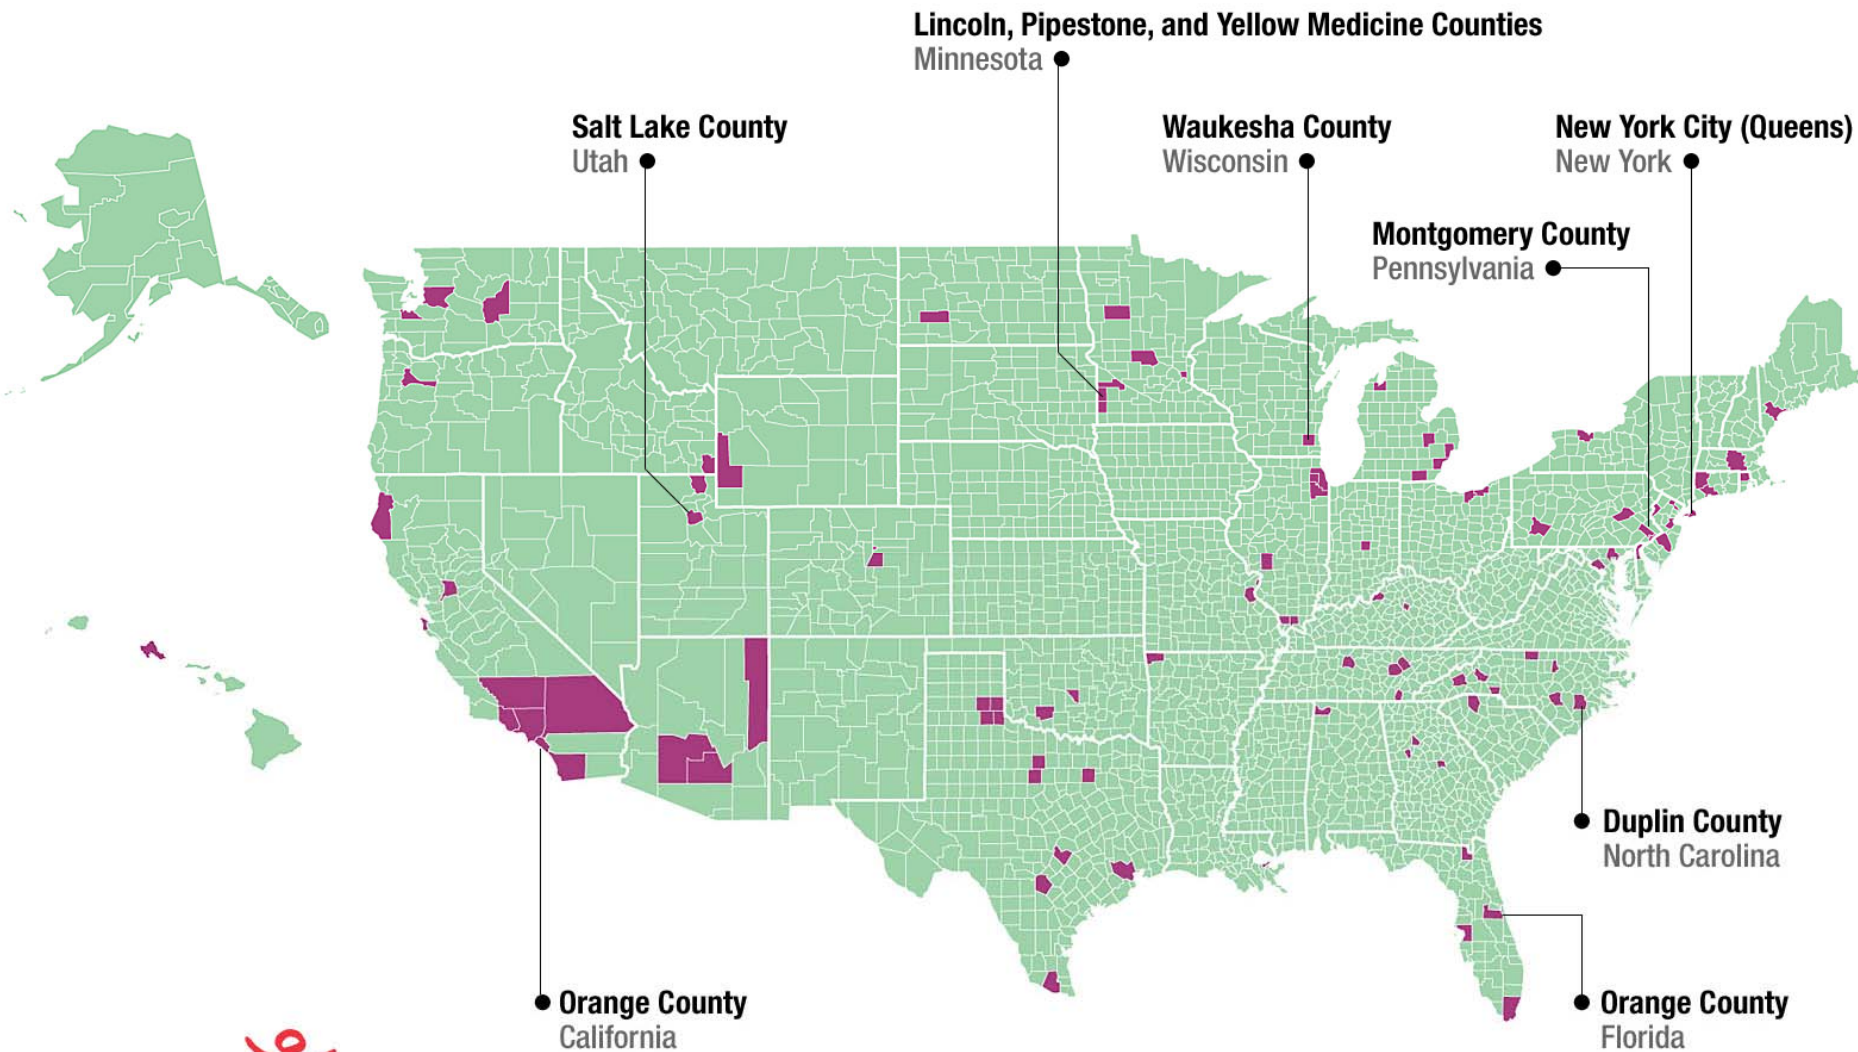 Lincoln, Pipestone, and Yellow Medicine Counties
Minnesota
Salt Lake County
Utah
Waukesha County
Wisconsin
New York City (Queens)
New York
Montgomery County
Pennsylvania
Duplin County
North Carolina
Orange County
California
Orange County
Florida